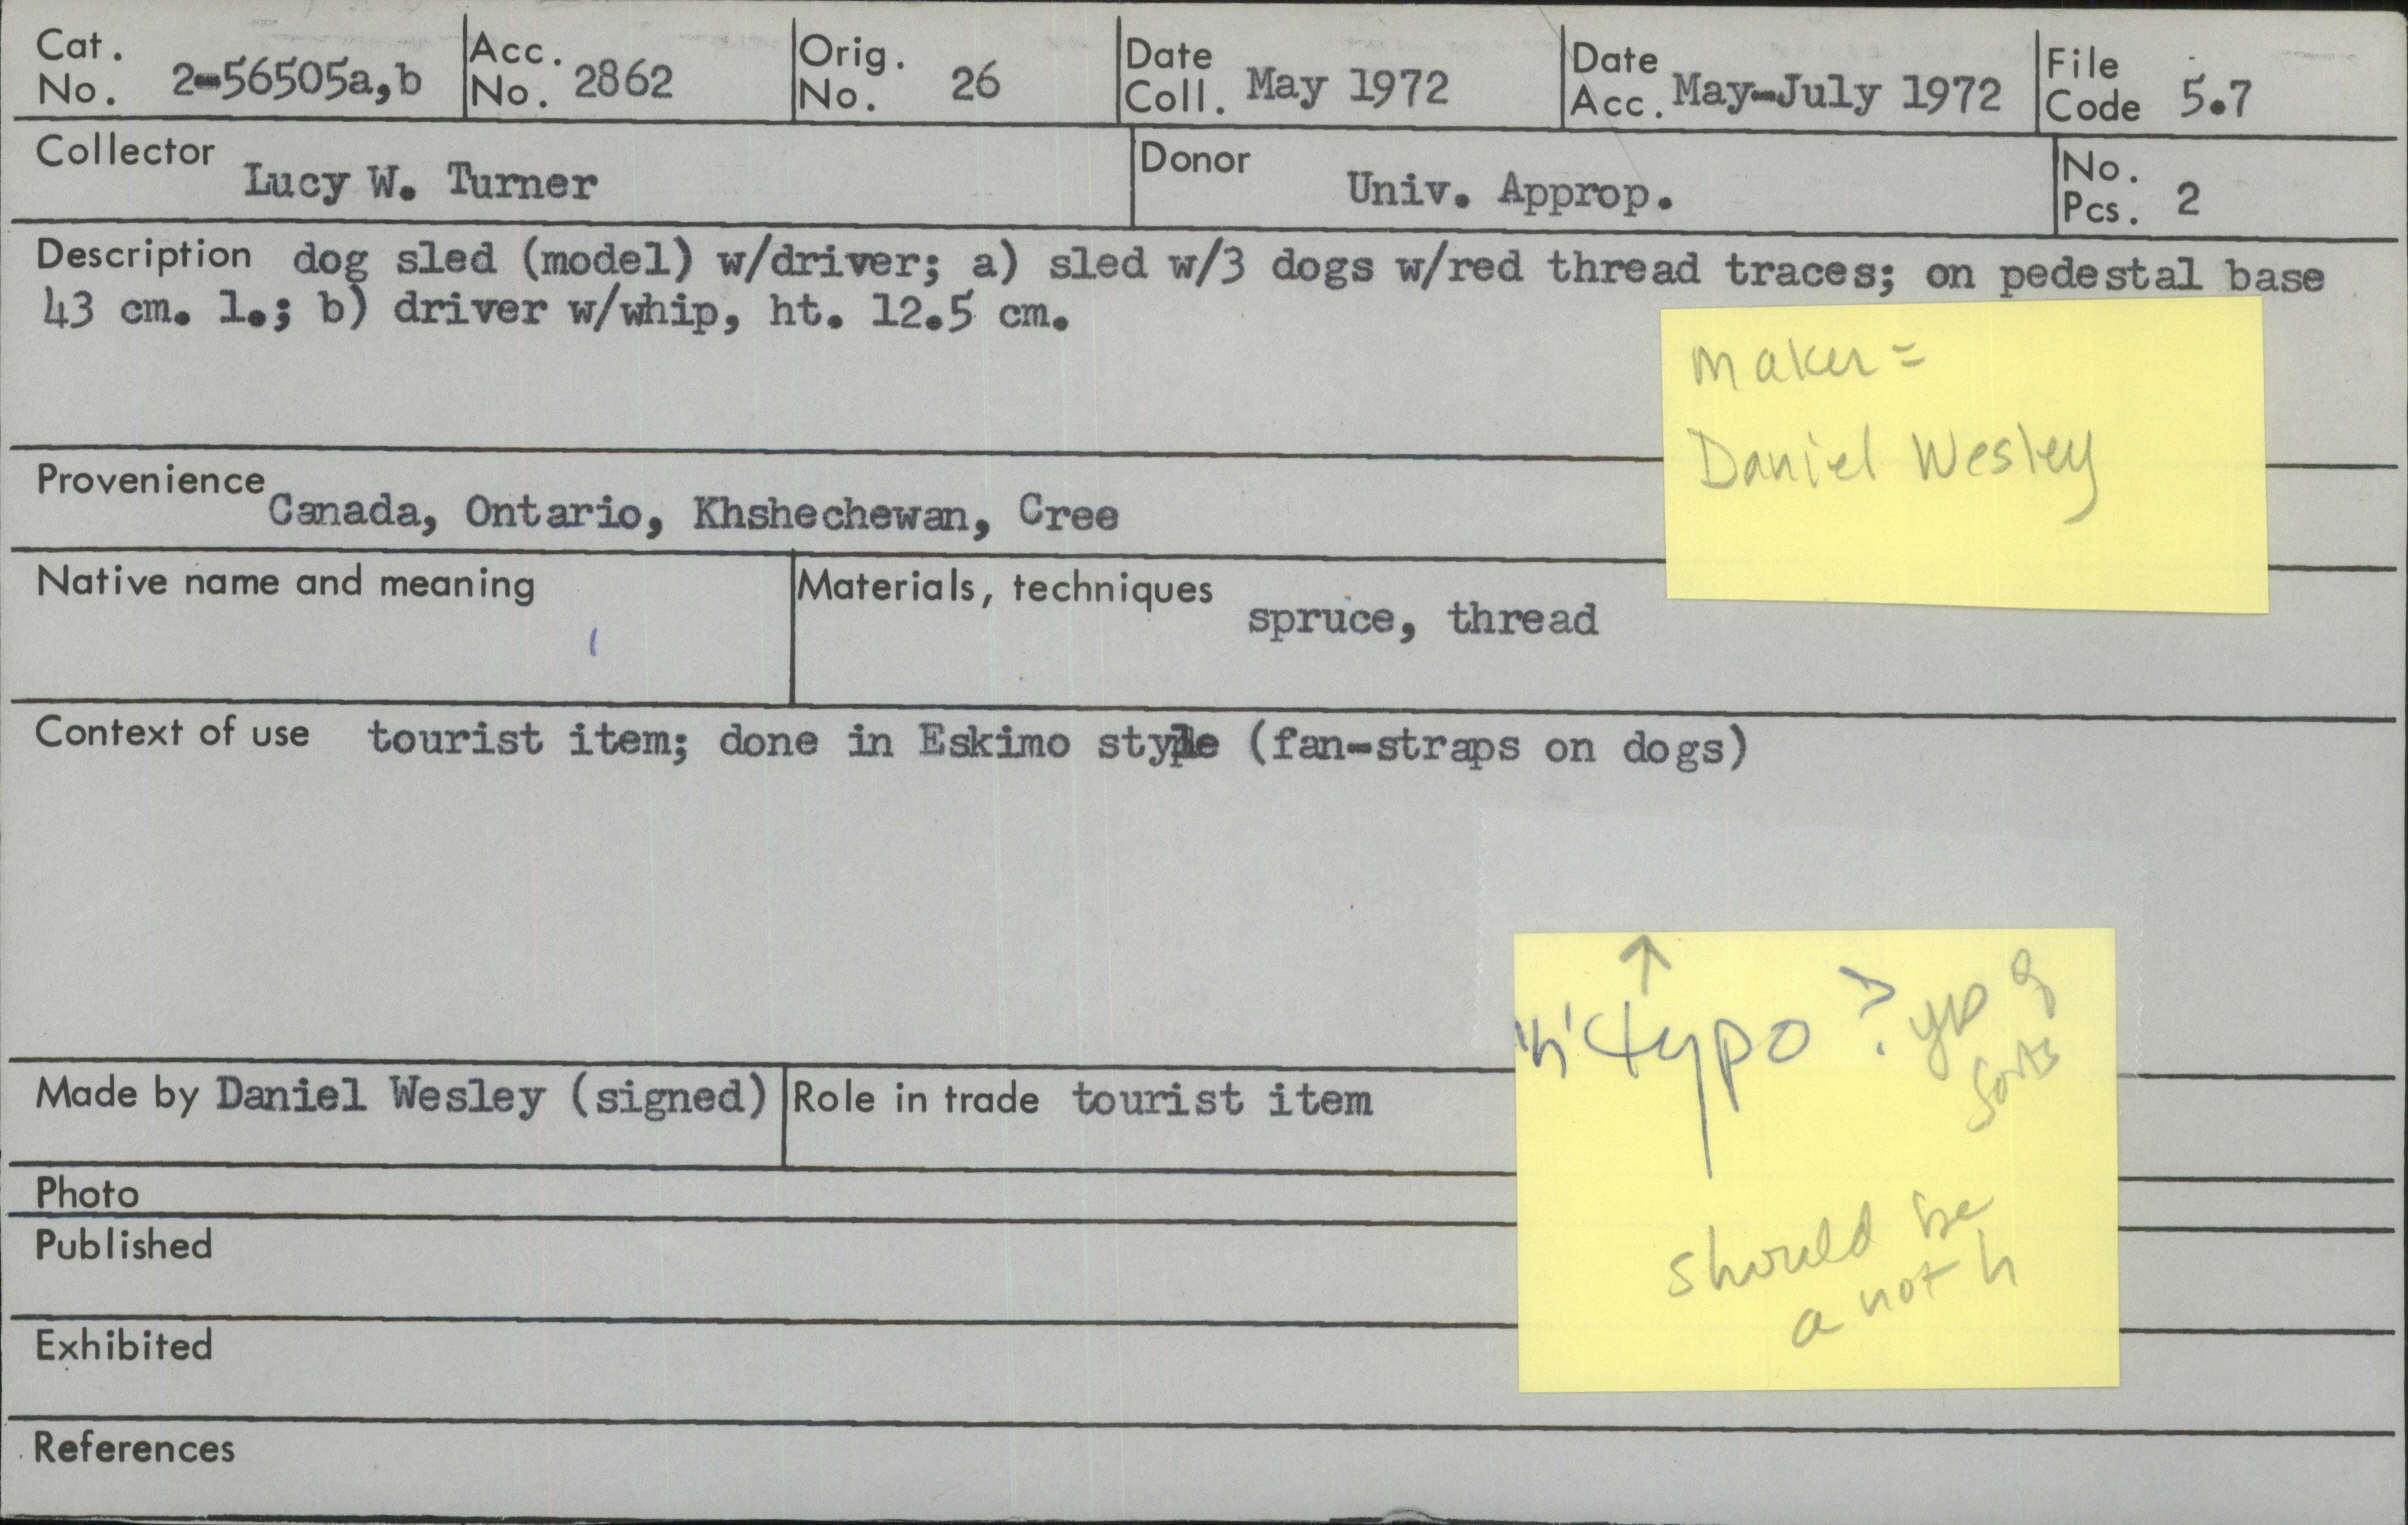 Cat. No. 2-56505a,b Acc. No. 2862 Orig. No. 26 Date Coll. May 1972 Date Acc. May-July 1972 File Code 5.7
Collector Lucy W. Turner Donor Univ. Approp. No. Pcs. 2
Description dog sled (model) w/driver; a) sled w/3 dogs w/red thread traces; on pedestal base
43 cm. l.; b) driver w/whip, ht. 12.5 cm.
maker =
Daniel Wesley
Provenience Canada, Ontario, Khshechewan, Cree
Native name and meaning Materials, techniques spruce, thread
Context of use tourist item; done in Eskimo style (fan-straps on dogs)
↑
'h' typo? of
sorts
should be
a not h
Made by Daniel Wesley (signed) Role in trade tourist item
Photo
Published
Exhibited
References